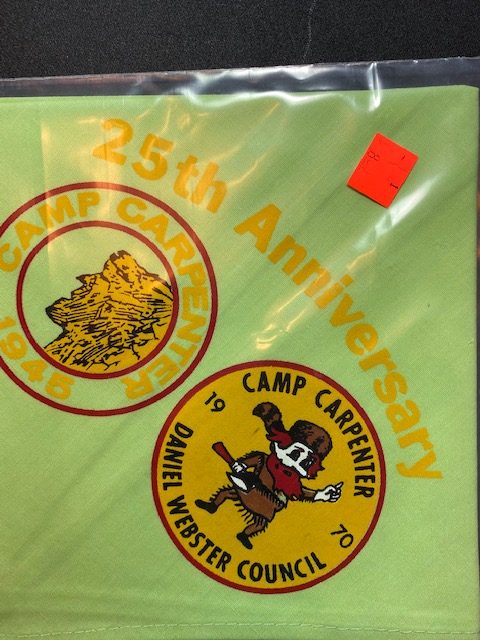 25th Anniversary
CAMP CARPENTER
1945
CAMP CARPENTER
19
70
DANIEL WEBSTER COUNCIL